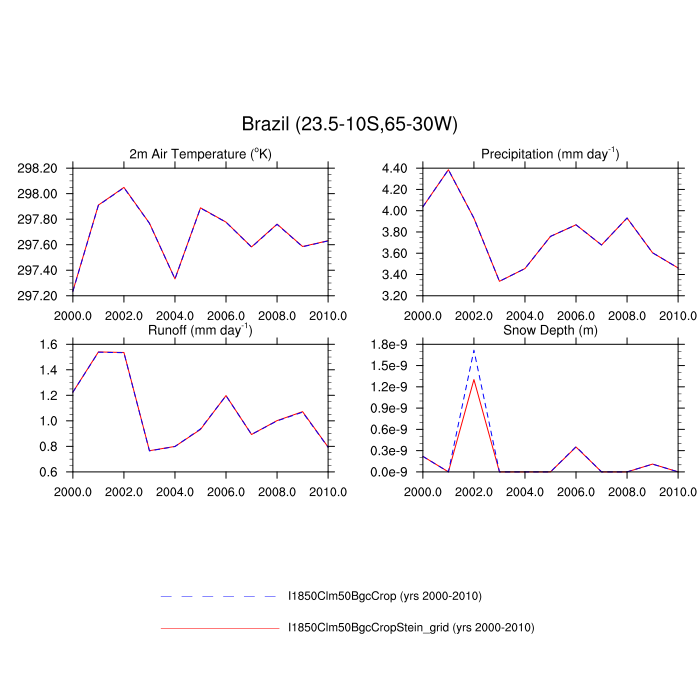 Brazil (23.5-10S,65-30W)
2m Air Temperature (°K)
298.20
298.00
297.80
297.60
297.40
297.20
2000.0 2002.0 2004.0 2006.0 2008.0 2010.0
Precipitation (mm day-1)
4.40
4.20
4.00
3.80
3.60
3.40
3.20
2000.0 2002.0 2004.0 2006.0 2008.0 2010.0
Runoff (mm day-1)
1.6
1.4
1.2
1.0
0.8
0.6
2000.0 2002.0 2004.0 2006.0 2008.0 2010.0
Snow Depth (m)
1.8e-9
1.5e-9
1.2e-9
0.9e-9
0.6e-9
0.3e-9
0.0e-9
2000.0 2002.0 2004.0 2006.0 2008.0 2010.0
I1850Clm50BgcCrop (yrs 2000-2010)
I1850Clm50BgcCropStein_grid (yrs 2000-2010)